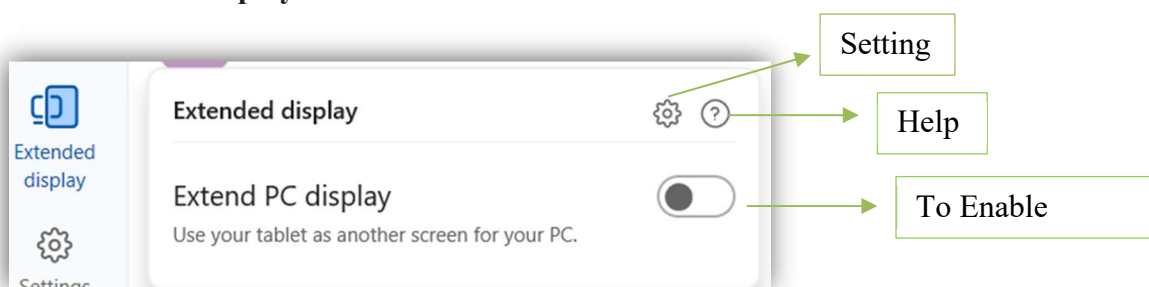 Setting
Extended display
Help
Extended
display
Extend PC display
To Enable
Use your tablet as another screen for your PC.
Settings